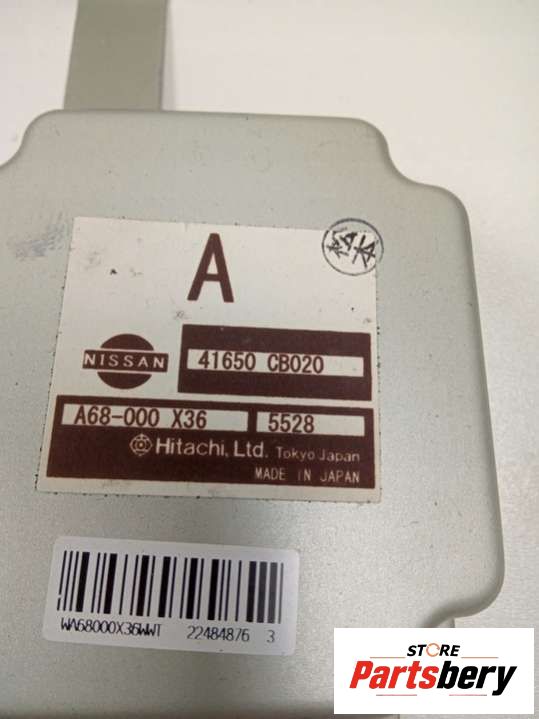 A
NISSAN
41650 CB020
A68-000 X36
5528
Hitachi, Ltd. Tokyo Japan
MADE IN JAPAN
WA68000X36WWT 22484876 3
STORE
Partsbery